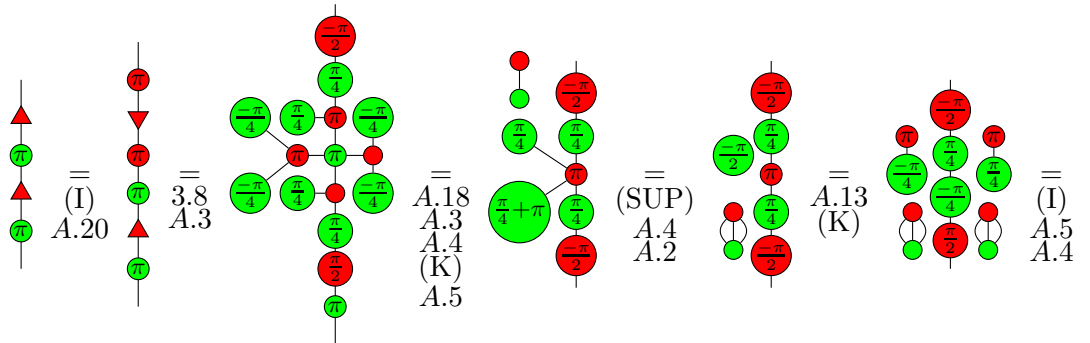 π
π
=
(I)
A.20
π
π
π
π
=
3.8
A.3
-π/2
π/4
-π/4 π/4 π -π/4
π π
-π/4 π/4 -π/4
π/4
π/2
π
=
A.18
A.3
A.4
(K)
A.5
-π/2
π/4 π/4
π
π/4+π π/4
-π/2
=
(SUP)
A.4
A.2
-π/2
π/4
-π/2
π
π/4
-π/2
=
A.13
(K)
-π/2
π π/4 π
-π/4 -π/4 π/4
π/2
=
(I)
A.5
A.4